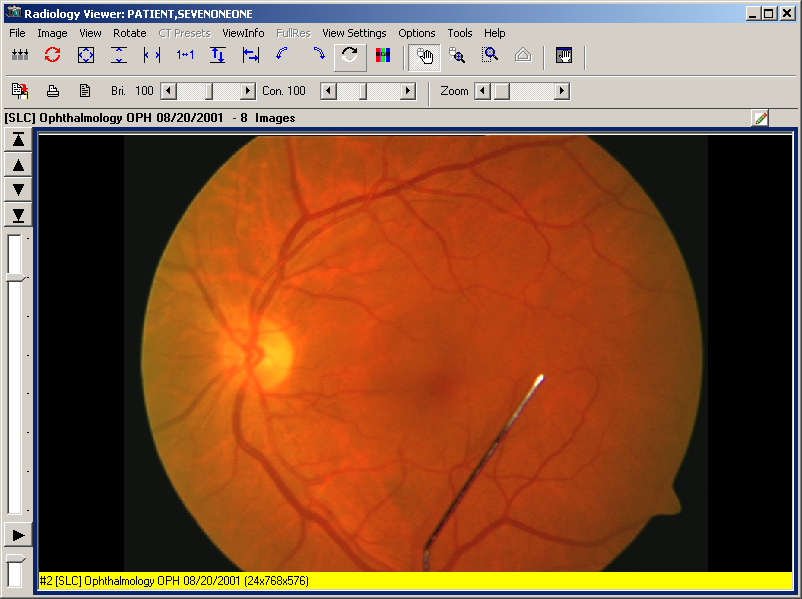 Radiology Viewer: PATIENT,SEVENONEONE
File Image View Rotate CT Presets ViewInfo FullRes View Settings Options Tools Help
1↔1
Bri. 100 Con. 100 Zoom
[SLC] Ophthalmology OPH 08/20/2001 - 8 Images
#2 [SLC] Ophthalmology OPH 08/20/2001 (24x768x576)